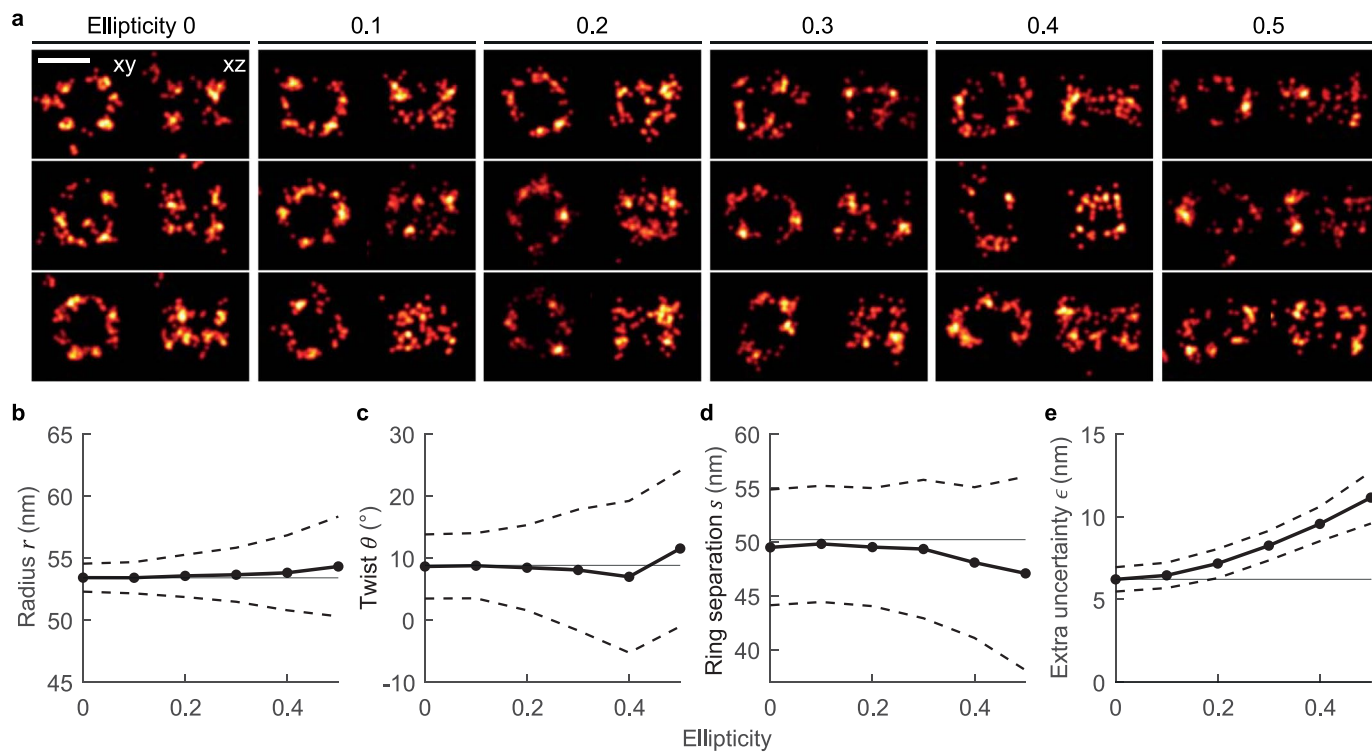 a
Ellipticity 0 0.1 0.2 0.3 0.4 0.5
xy xz
b c d e
65
60
55
50
45
Radius r (nm)
0 0.2 0.4
30
20
10
0
-10
Twist θ (°)
0 0.2 0.4
60
55
50
45
40
Ring separation s (nm)
0 0.2 0.4
15
10
5
0
Extra uncertainty ϵ (nm)
0 0.2 0.4
Ellipticity